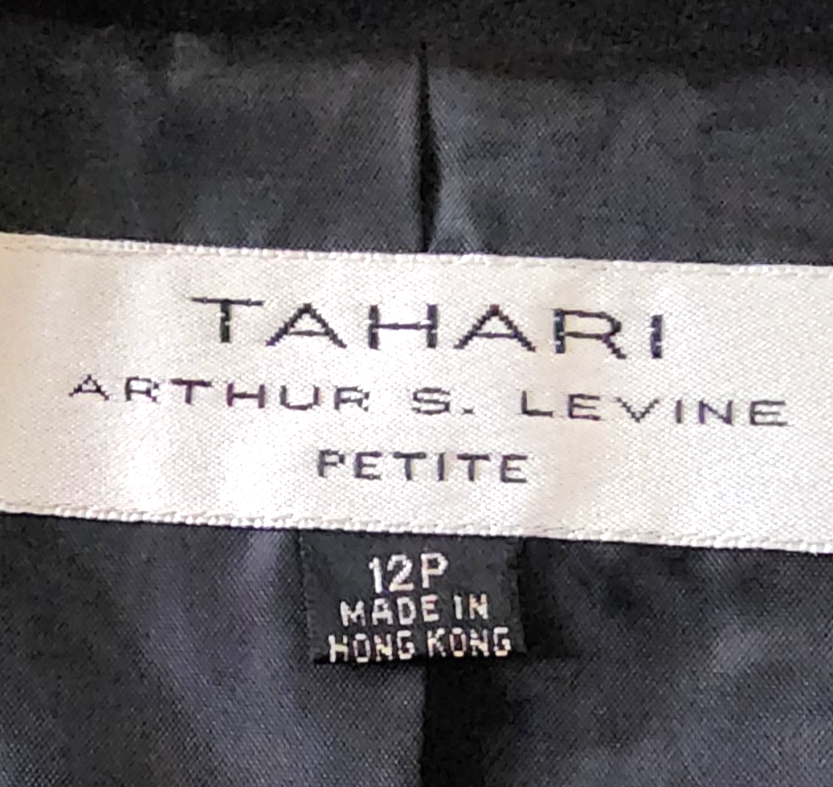 TAHARI
ARTHUR S. LEVINE
PETITE
12P
MADE IN
HONG KONG